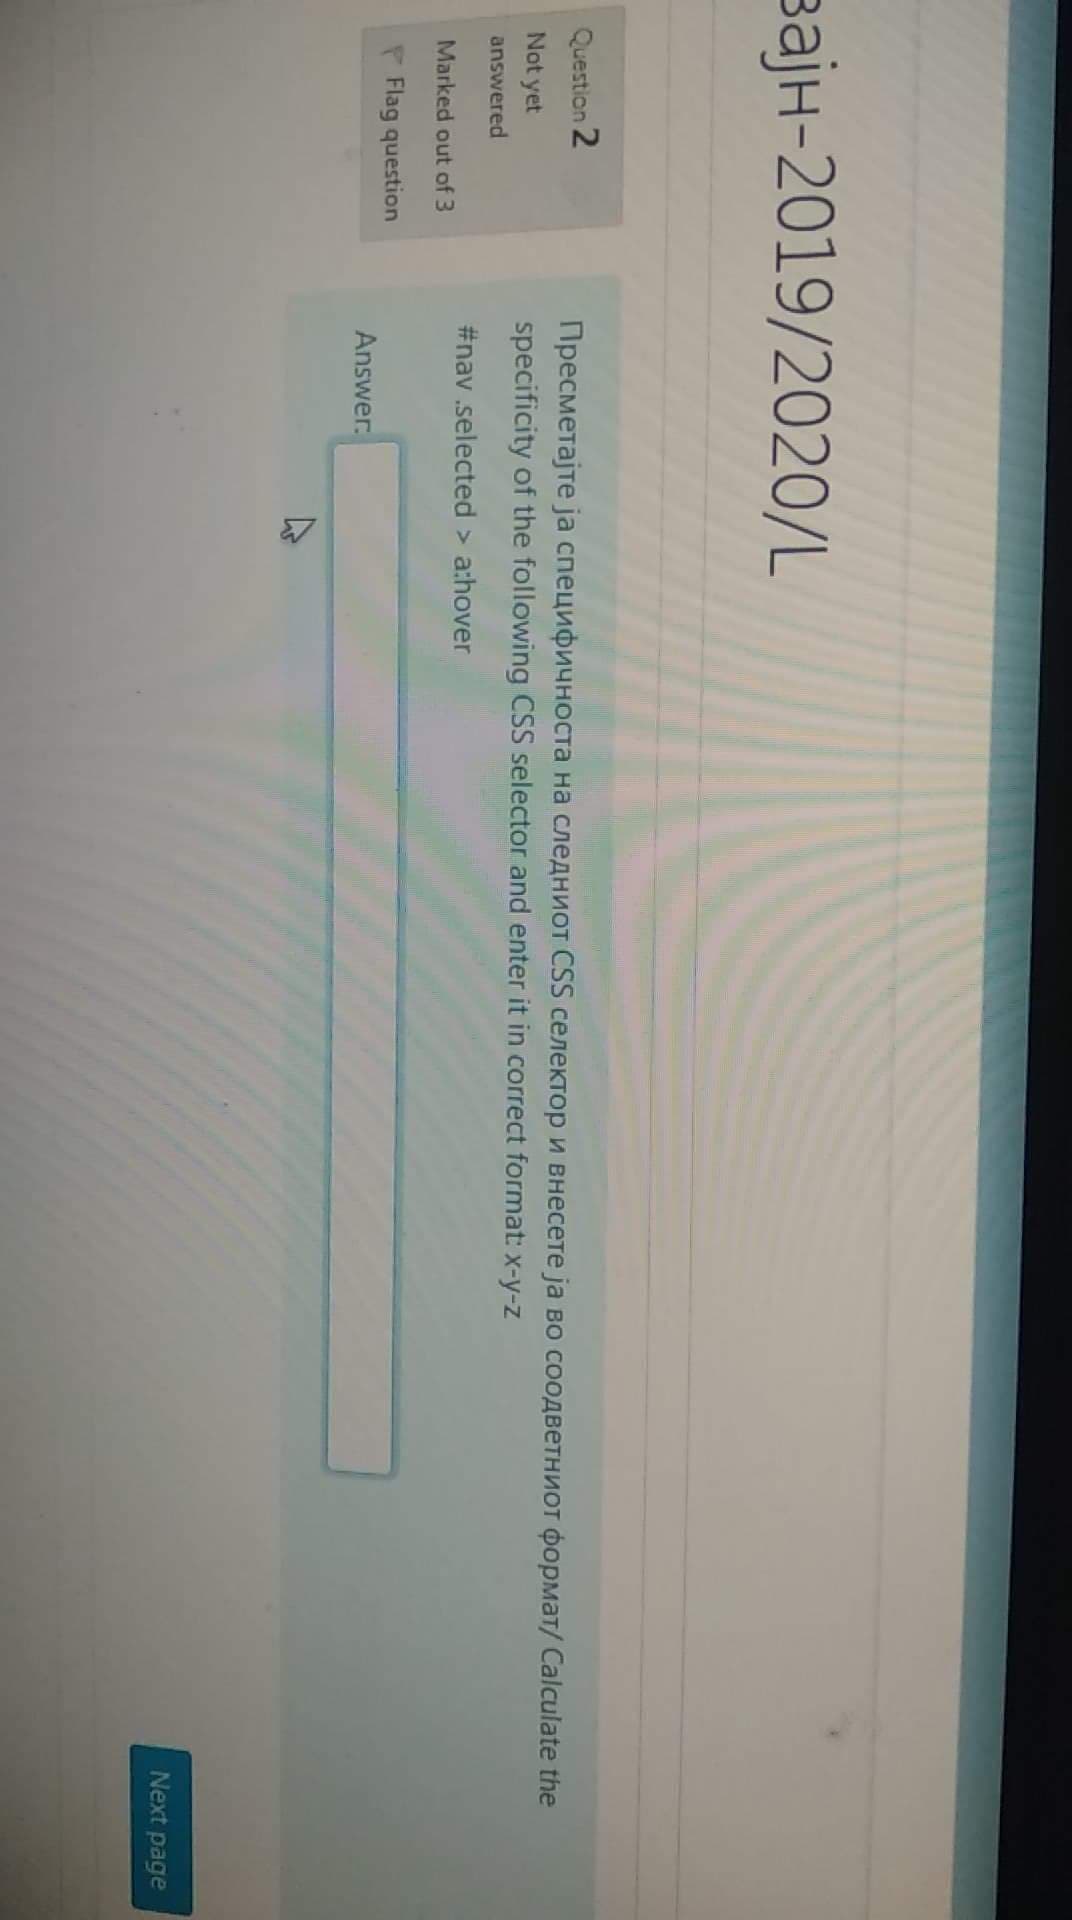 зајн-2019/2020/L
Question 2
Not yet
answered
Marked out of 3
Flag question
Пресметајте ја специфичноста на следниот CSS селектор и внесете ја во соодветниот формат/ Calculate the
specificity of the following CSS selector and enter it in correct format: x-y-z
#nav .selected > a:hover
Answer:
Next page